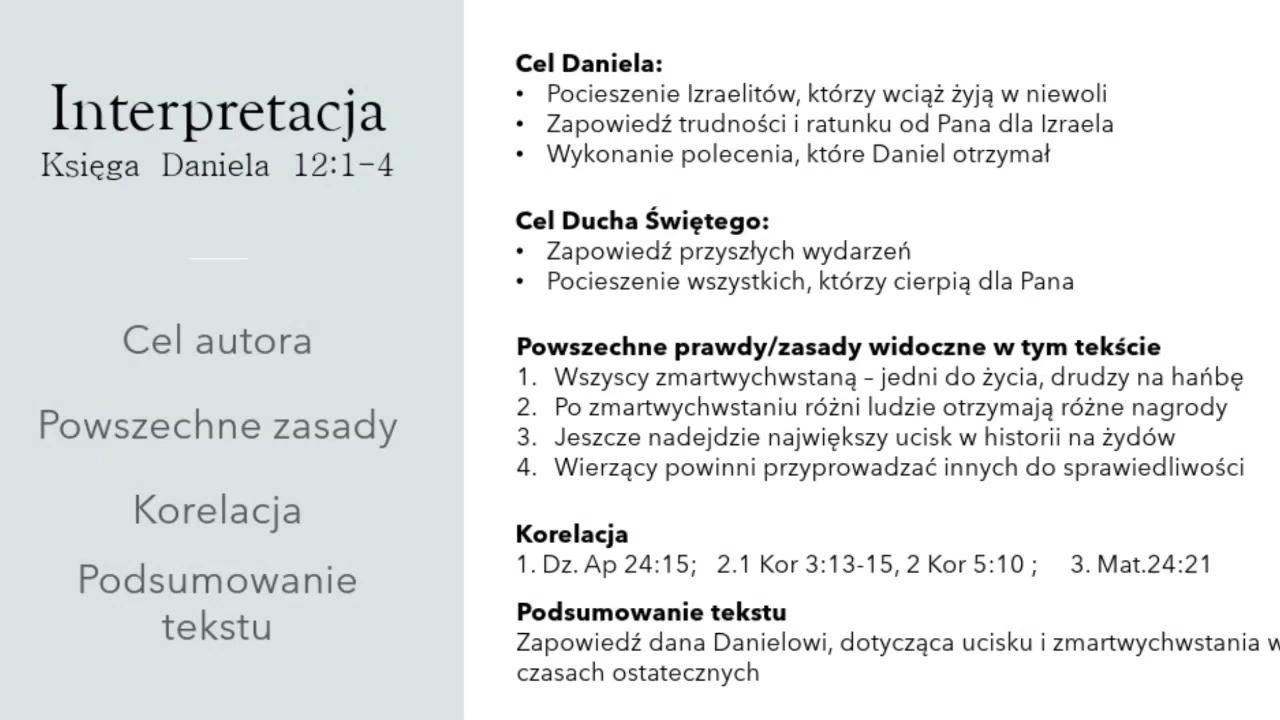 Interpretacja
Księga Daniela 12:1-4
Cel autora
Powszechne zasady
Korelacja
Podsumowanie
tekstu
Cel Daniela:
• Pocieszenie Izraelitów, którzy wciąż żyją w niewoli
• Zapowiedź trudności i ratunku od Pana dla Izraela
• Wykonanie polecenia, które Daniel otrzymał
Cel Ducha Świętego:
• Zapowiedź przyszłych wydarzeń
• Pocieszenie wszystkich, którzy cierpią dla Pana
Powszechne prawdy/zasady widoczne w tym tekście
1. Wszyscy zmartwychwstaną – jedni do życia, drudzy na hańbę
2. Po zmartwychwstaniu różni ludzie otrzymają różne nagrody
3. Jeszcze nadejdzie największy ucisk w historii na żydów
4. Wierzący powinni przyprowadzać innych do sprawiedliwości
Korelacja
1. Dz. Ap 24:15; 2.1 Kor 3:13-15, 2 Kor 5:10 ; 3. Mat.24:21
Podsumowanie tekstu
Zapowiedź dana Danielowi, dotycząca ucisku i zmartwychwstania w
czasach ostatecznych